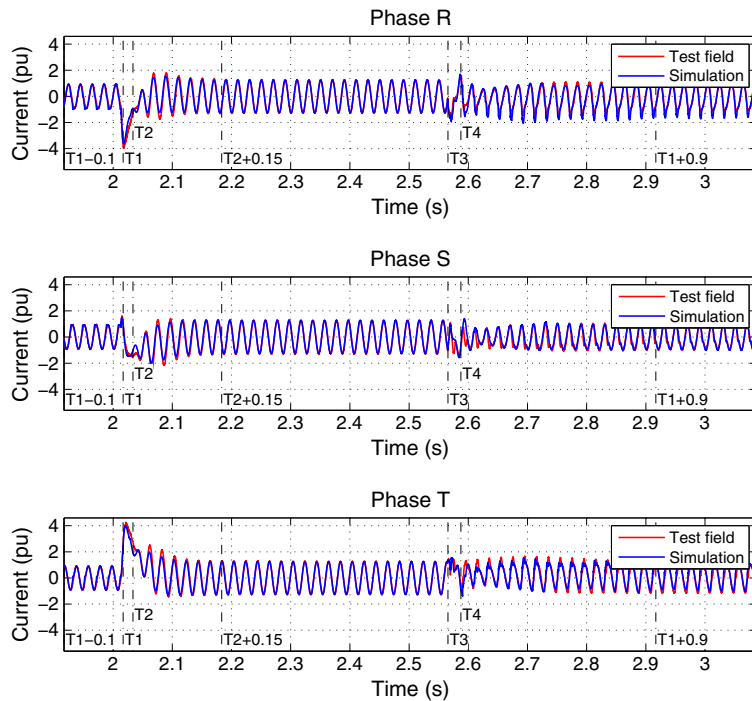 Phase R
Current (pu)
4
2
0
−2
−4
Test field
Simulation
T2
T4
T1−0.1
T1
T2+0.15
T3
T1+0.9
2
2.1
2.2
2.3
2.4
2.5
2.6
2.7
2.8
2.9
3
Time (s)
Phase S
Current (pu)
4
2
0
−2
−4
Test field
Simulation
T2
T4
T1−0.1
T1
T2+0.15
T3
T1+0.9
2
2.1
2.2
2.3
2.4
2.5
2.6
2.7
2.8
2.9
3
Time (s)
Phase T
Current (pu)
4
2
0
−2
−4
Test field
Simulation
T2
T4
T1−0.1
T1
T2+0.15
T3
T1+0.9
2
2.1
2.2
2.3
2.4
2.5
2.6
2.7
2.8
2.9
3
Time (s)